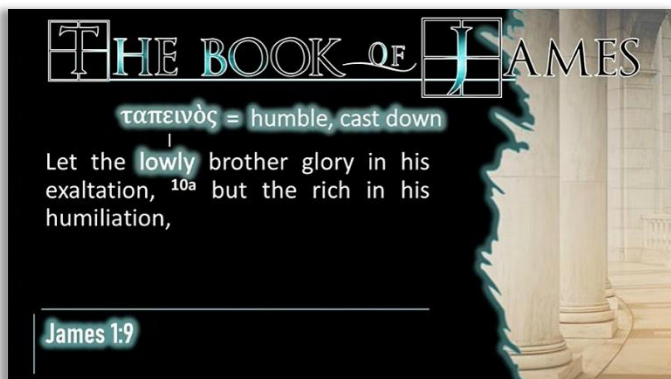 THE BOOK OF JAMES
ταπεινὸς = humble, cast down
Let the lowly brother glory in his
exaltation, 10a but the rich in his
humiliation,
James 1:9